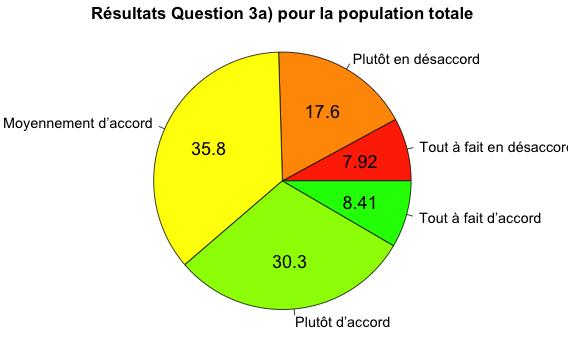 Résultats Question 3a) pour la population totale
Plutôt en désaccord
17.6
Moyennement d'accord
35.8
Tout à fait en désaccord
7.92
8.41
Tout à fait d'accord
30.3
Plutôt d'accord